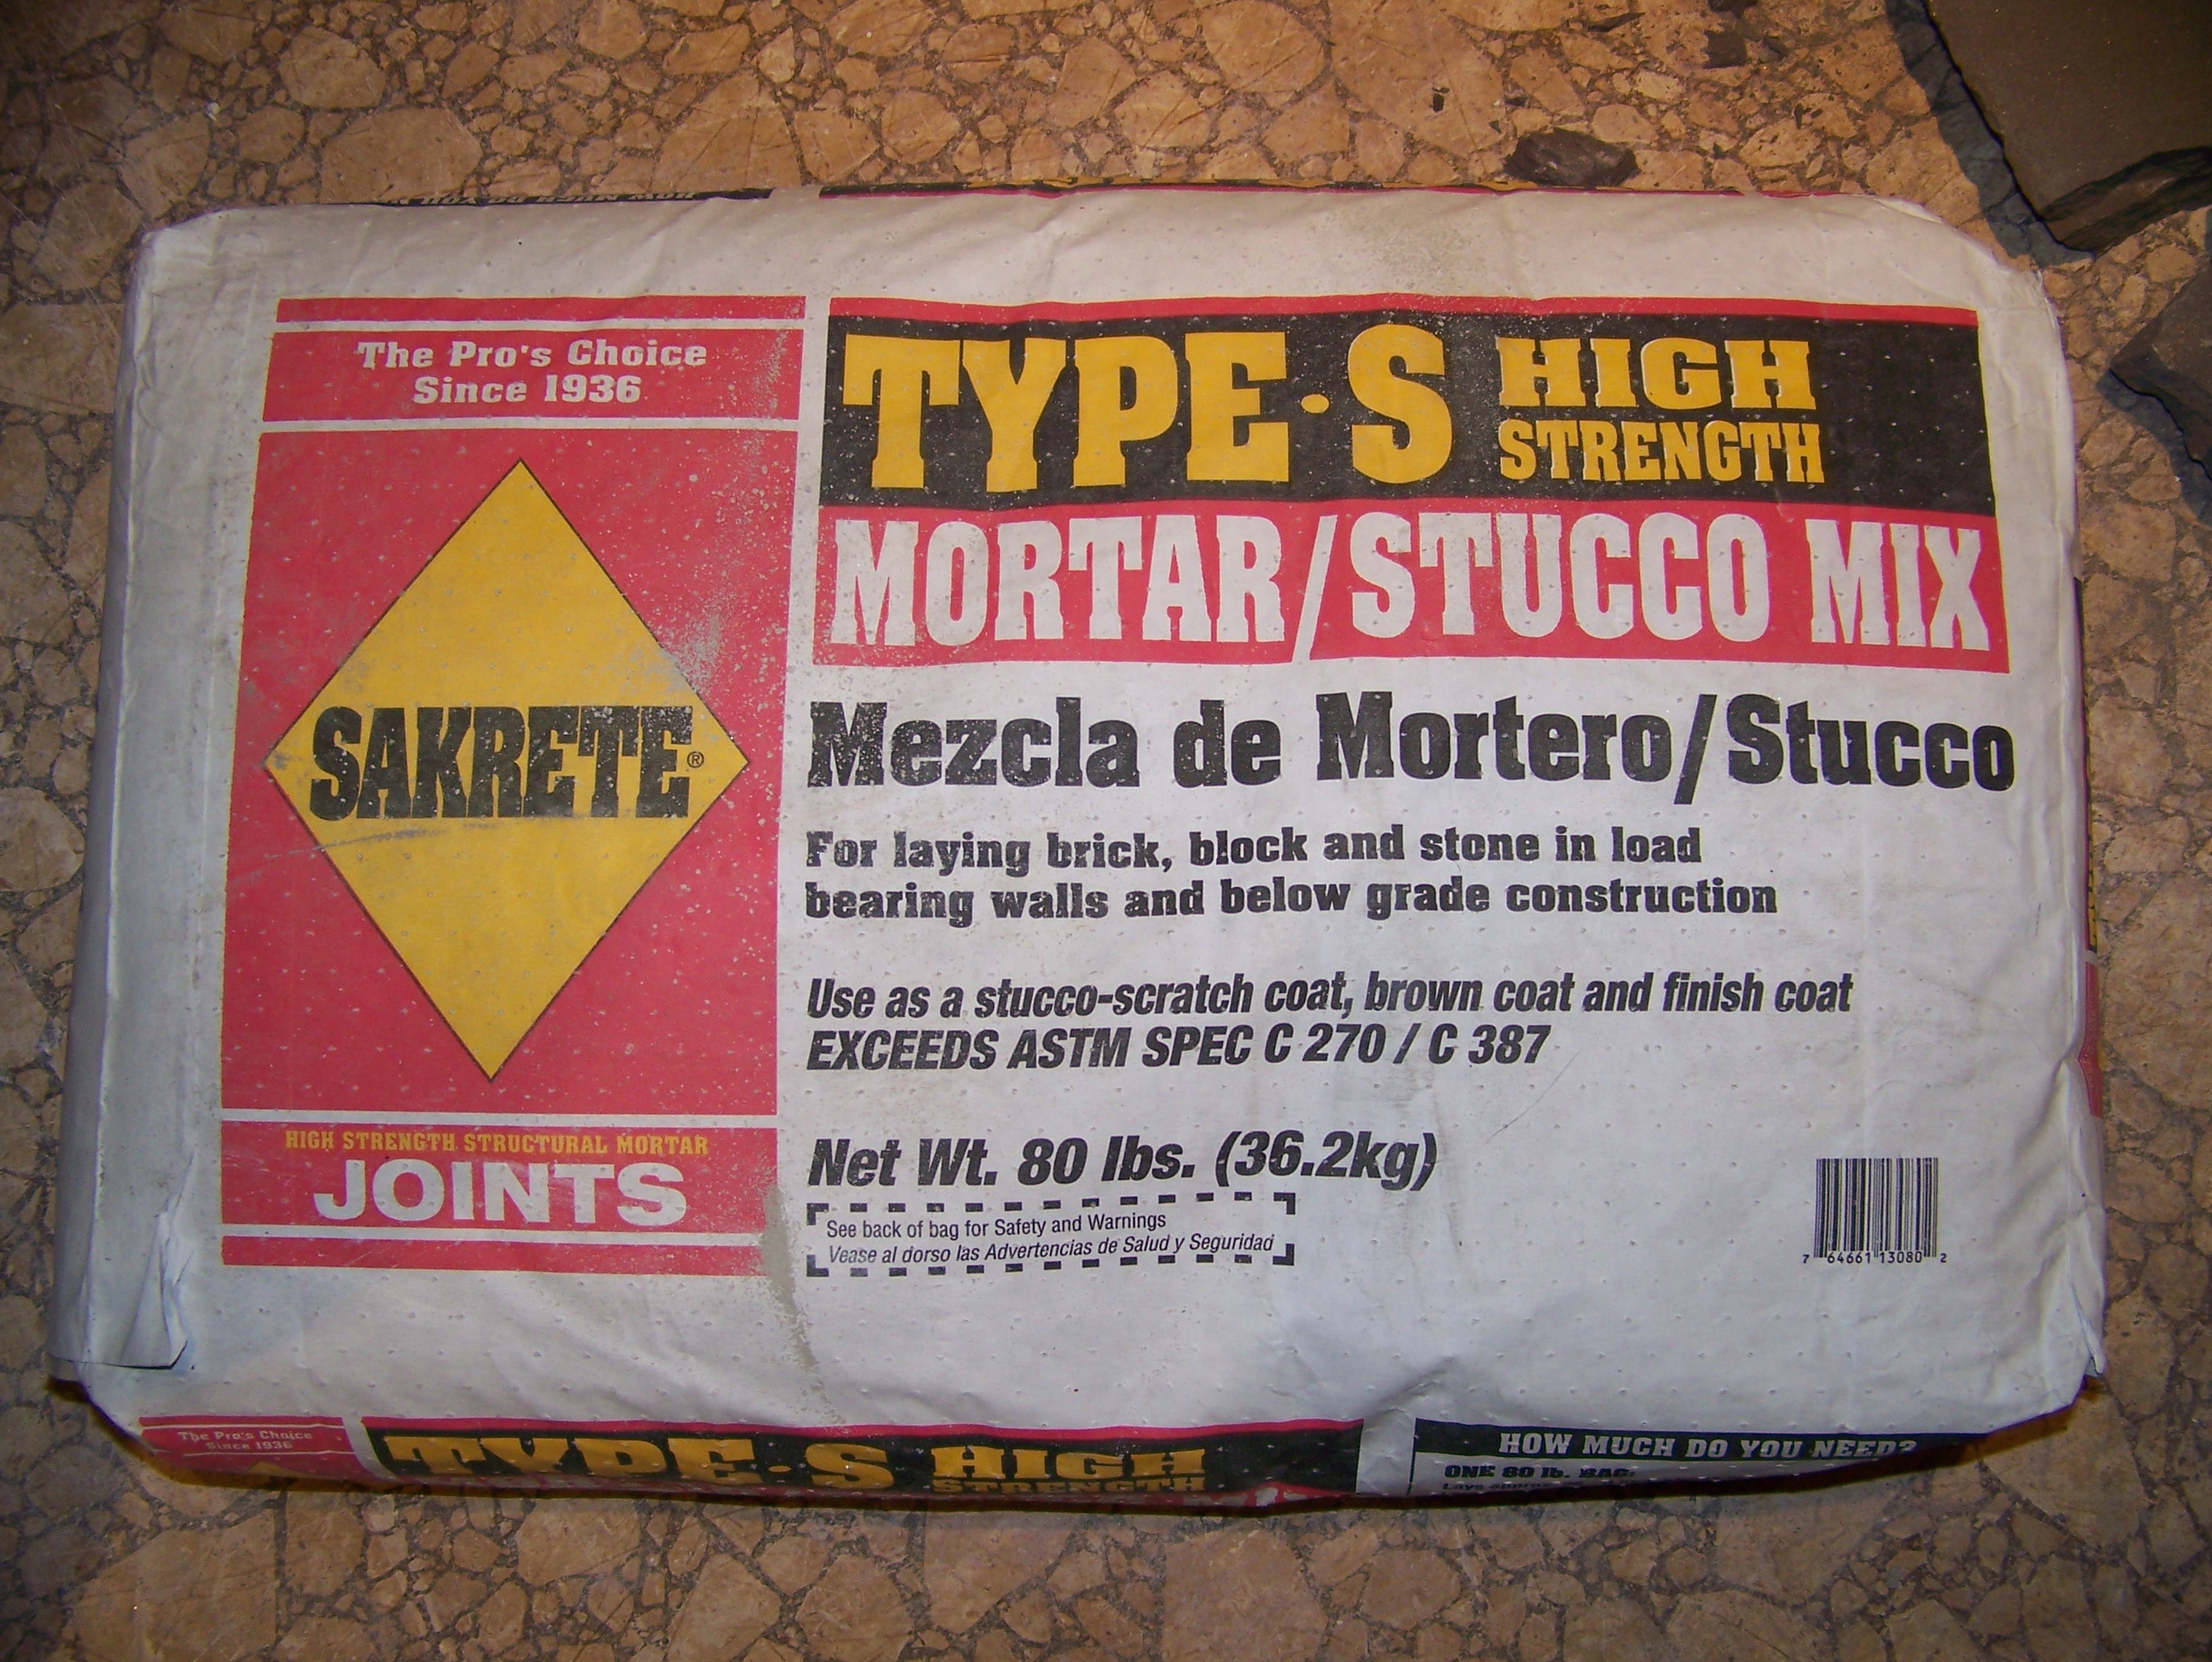 The Pro's Choice
Since 1936
SAKRETE®
HIGH STRENGTH STRUCTURAL MORTAR
JOINTS
TYPE·S HIGH
STRENGTH
MORTAR/STUCCO MIX
Mezcla de Mortero/Stucco
For laying brick, block and stone in load
bearing walls and below grade construction
Use as a stucco-scratch coat, brown coat and finish coat
EXCEEDS ASTM SPEC C 270 / C 387
Net Wt. 80 lbs. (36.2kg)
See back of bag for Safety and Warnings
Vease al dorso las Advertencias de Salud y Seguridad
7 64661 13080 2
The Pro's Choice
Since 1936
TYPE·S HIGH
STRENGTH
HOW MUCH DO YOU NEED?
ONE 80 lb. BAG:
Lays